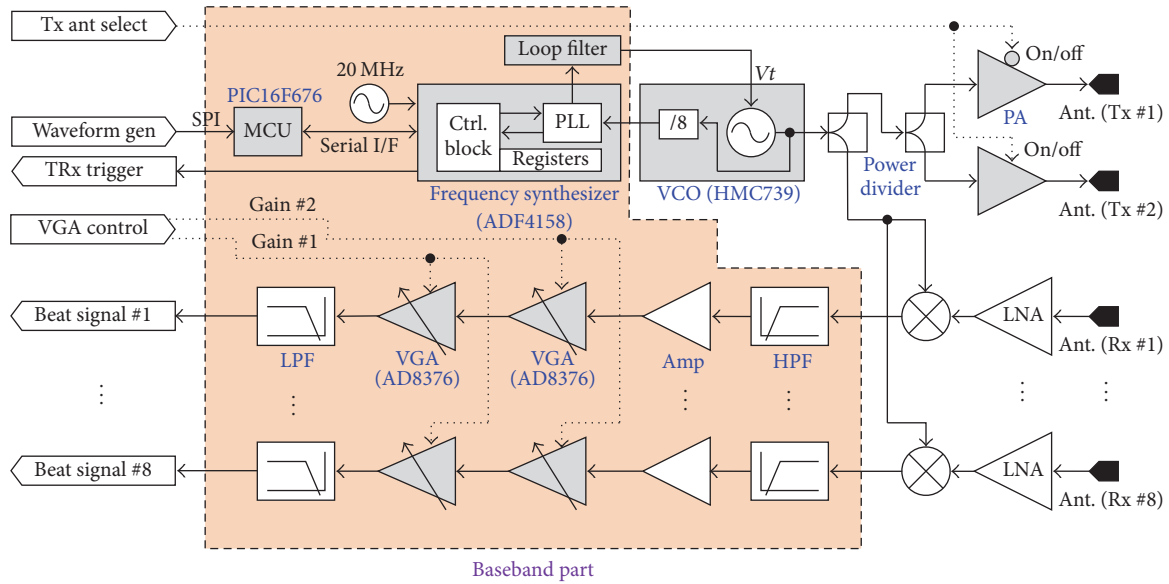 Tx ant select
Loop filter
On/off
20 MHz
Vt
PIC16F676
Ant. (Tx #1)
SPI
PLL
/8
PA
Waveform gen
MCU
Ctrl.
block
Serial I/F
Registers
Power
divider
On/off
TRx trigger
Frequency synthesizer
(ADF4158)
VCO (HMC739)
Ant. (Tx #2)
Gain #2
VGA control
Gain #1
Beat signal #1
LNA
LPF
VGA
(AD8376)
VGA
(AD8376)
Amp
HPF
Ant. (Rx #1)
Beat signal #8
LNA
Ant. (Rx #8)
Baseband part